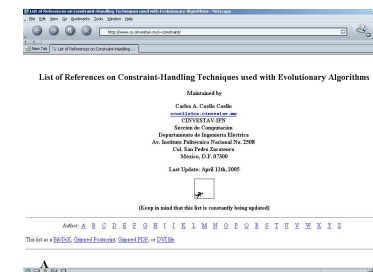 List of References on Constraint-Handling Techniques used with Evolutionary Algorithms - Netscape
File Edit View Go Bookmarks Tools Window Help
http://www.cs.cinvestav.mx/~constraint/
New Tab List of References on Constraint-Handling ...
List of References on Constraint-Handling Techniques used with Evolutionary Algorithms
Maintained by
Carlos A. Coello Coello
ccoello@cs.cinvestav.mx
CINVESTAV-IPN
Sección de Computación
Departamento de Ingeniería Eléctrica
Av. Instituto Politécnico Nacional No. 2508
Col. San Pedro Zacatenco
México, D.F. 07300
Last Update: April 11th, 2005
(Keep in mind that this list is constantly being updated)
Author: A B C D E F G H I J K L M N O P Q R S T U V W X Y Z
This list as a BibTeX, Gzipped Postscript, Gzipped PDF, or DVI file
A